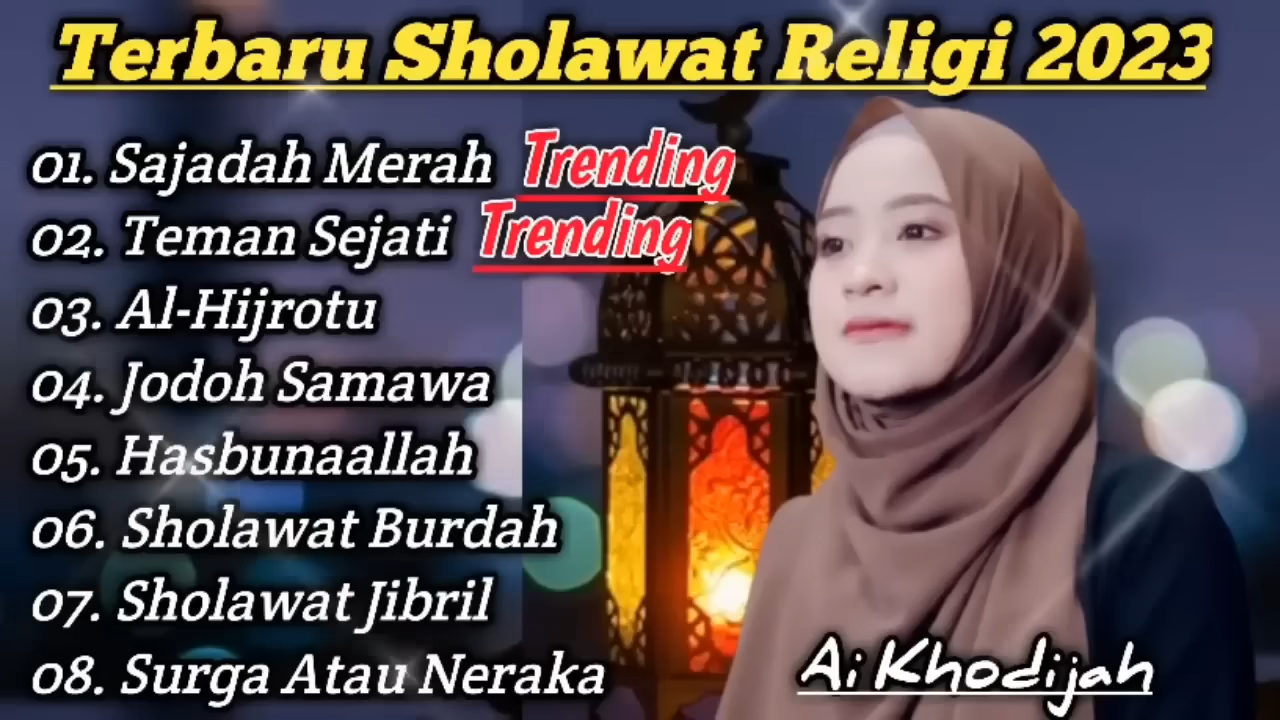 Terbaru Sholawat Religi 2023
01. Sajadah Merah Trending
02. Teman Sejati Trending
03. Al-Hijrotu
04. Jodoh Samawa
05. Hasbunaallah
06. Sholawat Burdah
07. Sholawat Jibril
08. Surga Atau Neraka
Ai Khodijah